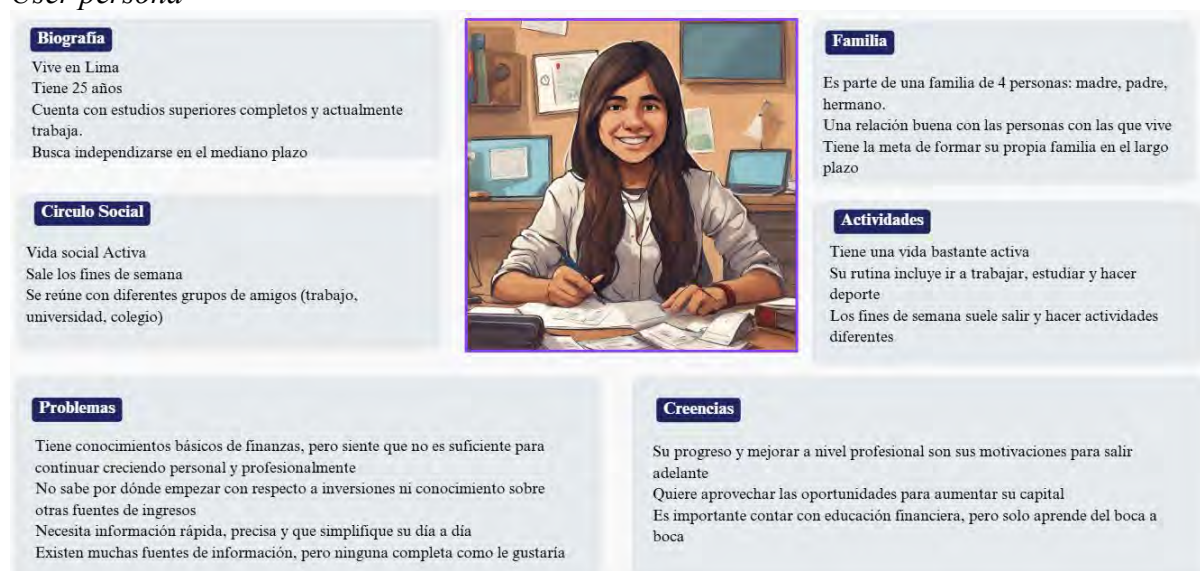 User persona
Biografía
Vive en Lima
Tiene 25 años
Cuenta con estudios superiores completos y actualmente
trabaja.
Busca independizarse en el mediano plazo
Circulo Social
Vida social Activa
Sale los fines de semana
Se reúne con diferentes grupos de amigos (trabajo,
universidad, colegio)
Familia
Es parte de una familia de 4 personas: madre, padre,
hermano.
Una relación buena con las personas con las que vive
Tiene la meta de formar su propia familia en el largo
plazo
Actividades
Tiene una vida bastante activa
Su rutina incluye ir a trabajar, estudiar y hacer
deporte
Los fines de semana suele salir y hacer actividades
diferentes
Problemas
Tiene conocimientos básicos de finanzas, pero siente que no es suficiente para
continuar creciendo personal y profesionalmente
No sabe por dónde empezar con respecto a inversiones ni conocimiento sobre
otras fuentes de ingresos
Necesita información rápida, precisa y que simplifique su día a día
Existen muchas fuentes de información, pero ninguna completa como le gustaría
Creencias
Su progreso y mejorar a nivel profesional son sus motivaciones para salir
adelante
Quiere aprovechar las oportunidades para aumentar su capital
Es importante contar con educación financiera, pero solo aprende del boca a
boca